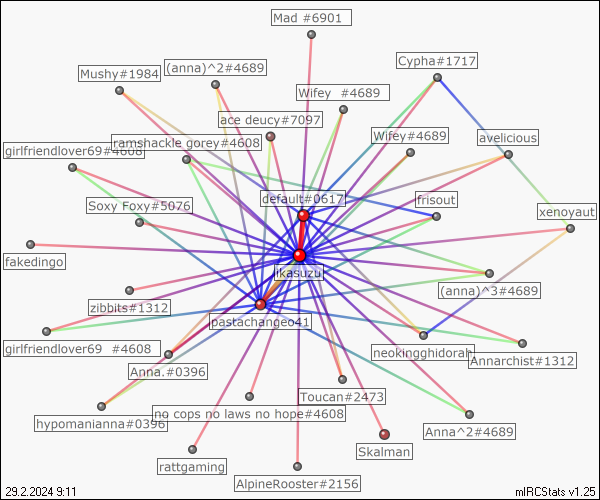 Mad #6901
Cypha#1717
(anna)^2#4689
Mushy#1984
Wifey  #4689
ace deucy#7097
Wifey#4689
avelicious
ramshackle gorey#4608
girlfriendlover69#4608
default#0617
frisout
Soxy Foxy#5076
xenoyaut
fakedingo
ikasuzu
(anna)^3#4689
zibbits#1312
pastachangeo41
girlfriendlover69  #4608
neokingghidorah
Annarchist#1312
Anna.#0396
Toucan#2473
no cops no laws no hope#4608
hypomanianna#0396
Anna^2#4689
Skalman
rattgaming
AlpineRooster#2156
29.2.2024 9:11
mIRCStats v1.25